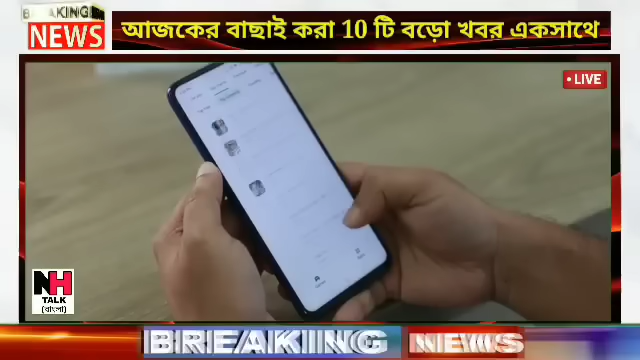 BREAKING
NEWS
আজকের বাছাই করা 10 টি বড়ো খবর একসাথে
• LIVE
NH
TALK
(বাংলা)
BREAKING NEWS